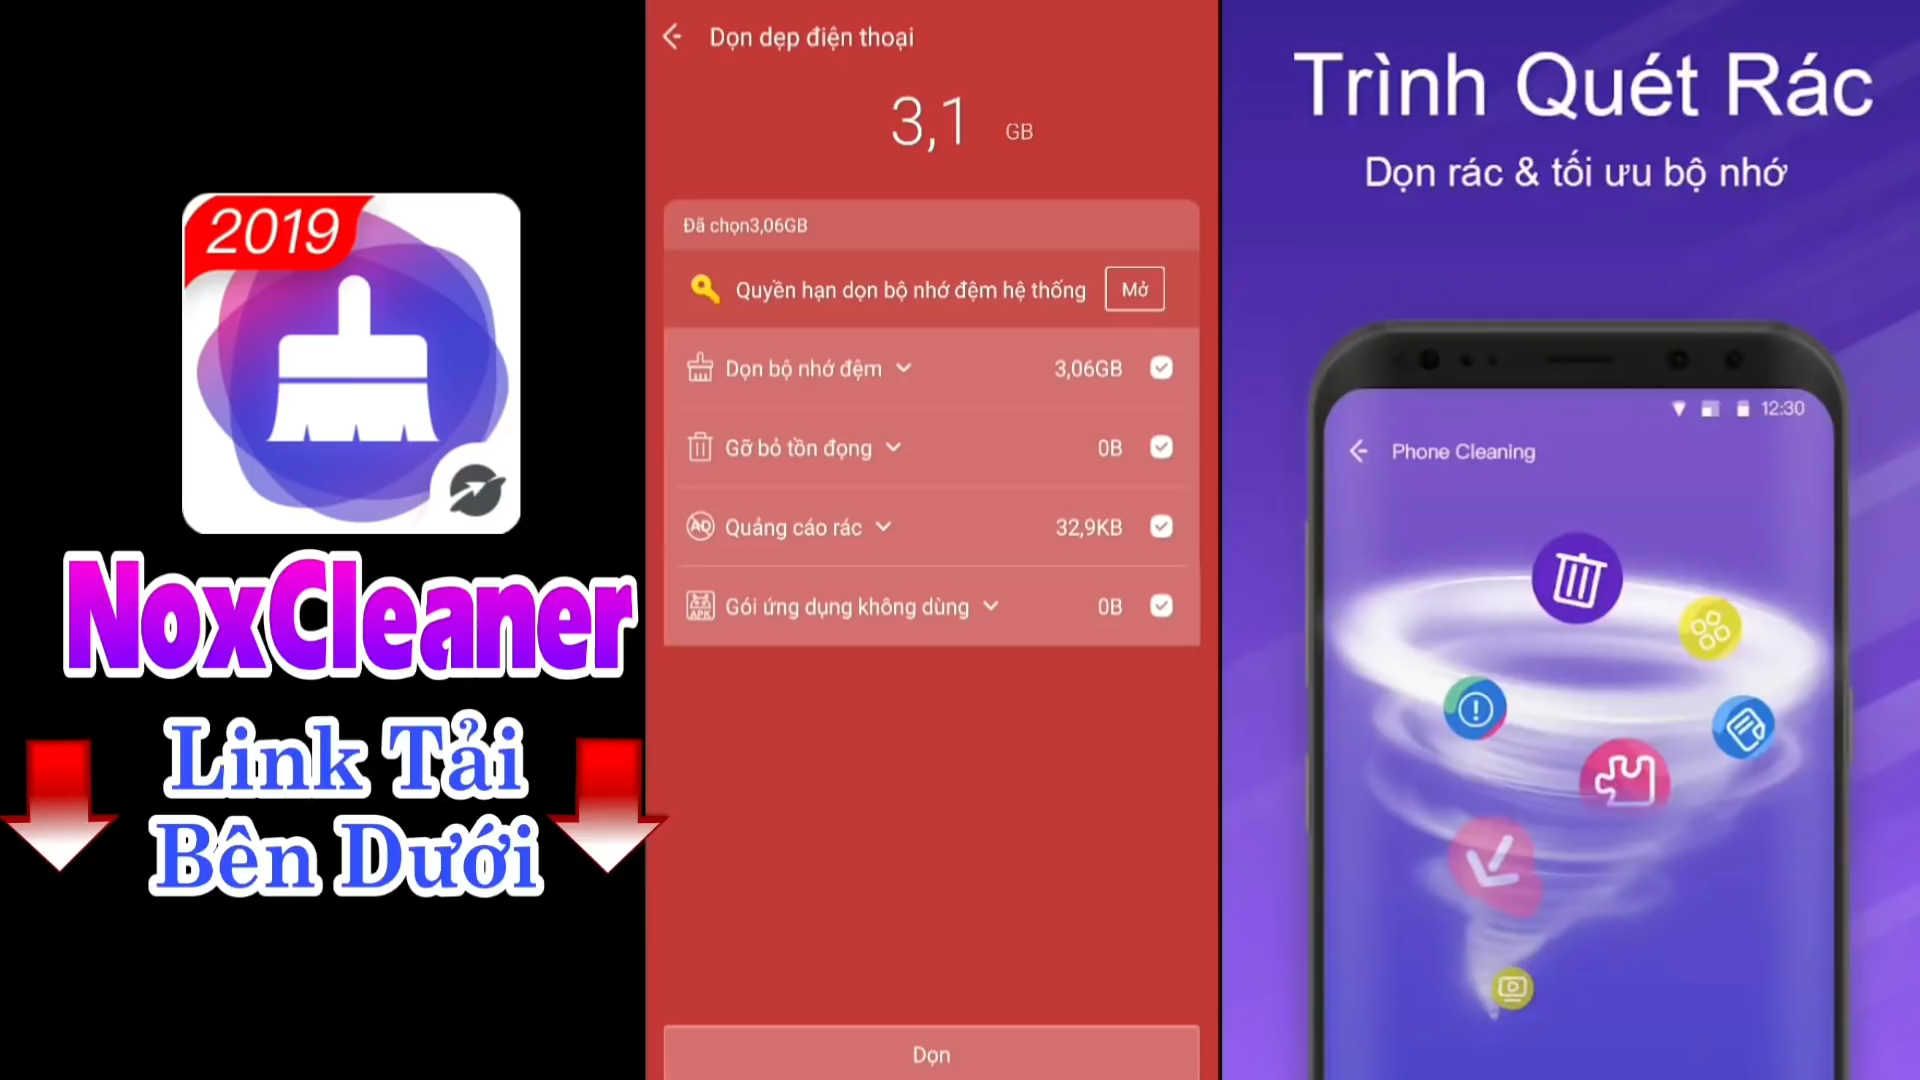 2019
NoxCleaner
Link Tải
Bên Dưới
Dọn dẹp điện thoại
3,1 GB
Đã chọn3,06GB
Quyền hạn dọn bộ nhớ đệm hệ thống
Mở
Dọn bộ nhớ đệm
3,06GB
Gỡ bỏ tồn đọng
0B
AD
Quảng cáo rác
32,9KB
APK
Gói ứng dụng không dùng
0B
Dọn
Trình Quét Rác
Dọn rác & tối ưu bộ nhớ
12:30
Phone Cleaning